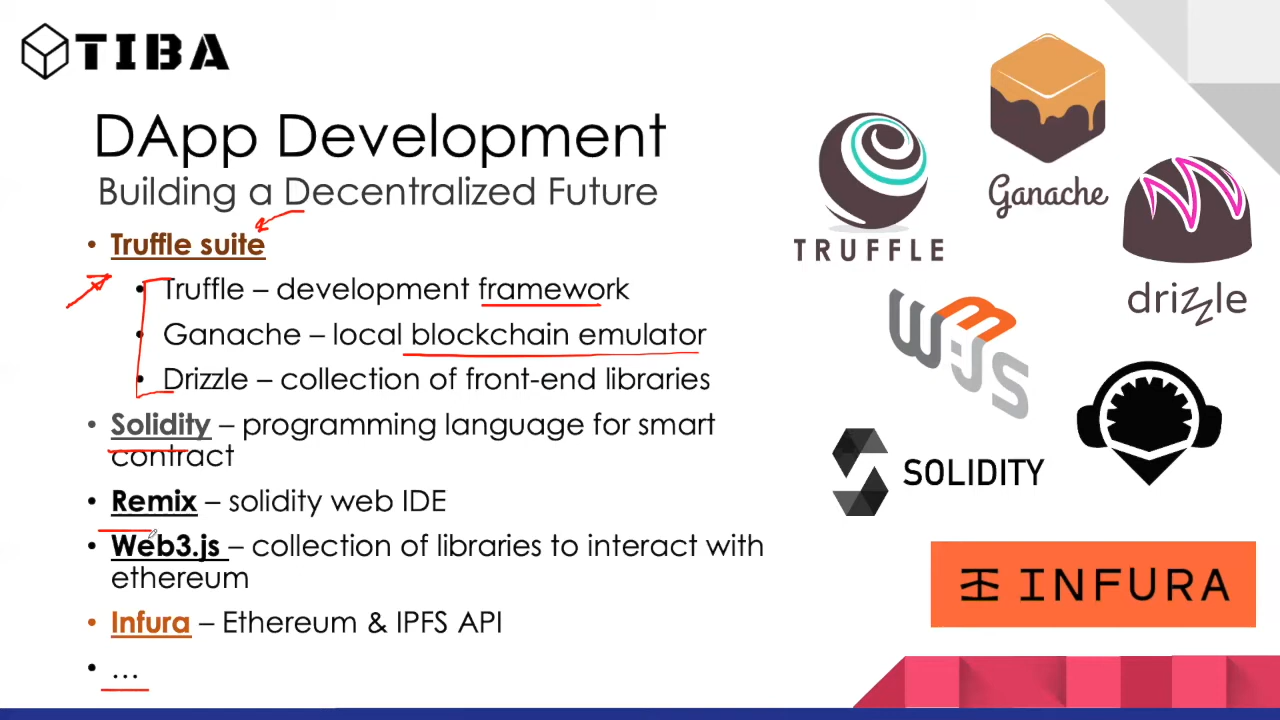 TIBA
DApp Development
Building a Decentralized Future
• Truffle suite
• Truffle – development framework
• Ganache – local blockchain emulator
• Drizzle – collection of front-end libraries
• Solidity – programming language for smart
contract
• Remix – solidity web IDE
• Web3.js – collection of libraries to interact with
ethereum
• Infura – Ethereum & IPFS API
• ...
TRUFFLE
Ganache
drizzle
W3JS
SOLIDITY
INFURA